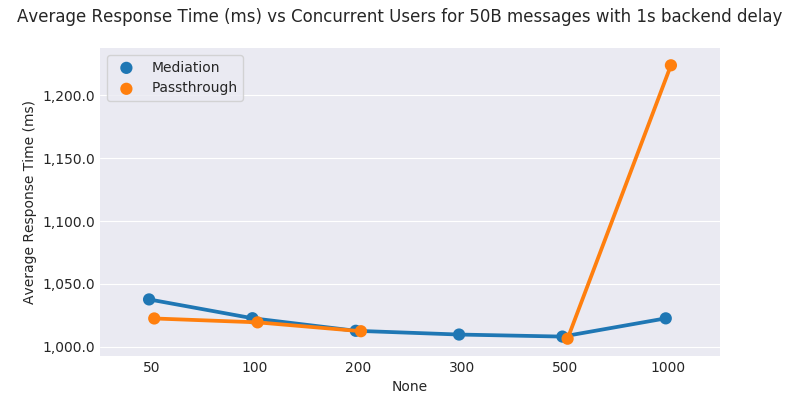 Average Response Time (ms) vs Concurrent Users for 50B messages with 1s backend delay
Mediation
Passthrough
Average Response Time (ms)
1,200.0
1,150.0
1,100.0
1,050.0
1,000.0
50 100 200 300 500 1000
None